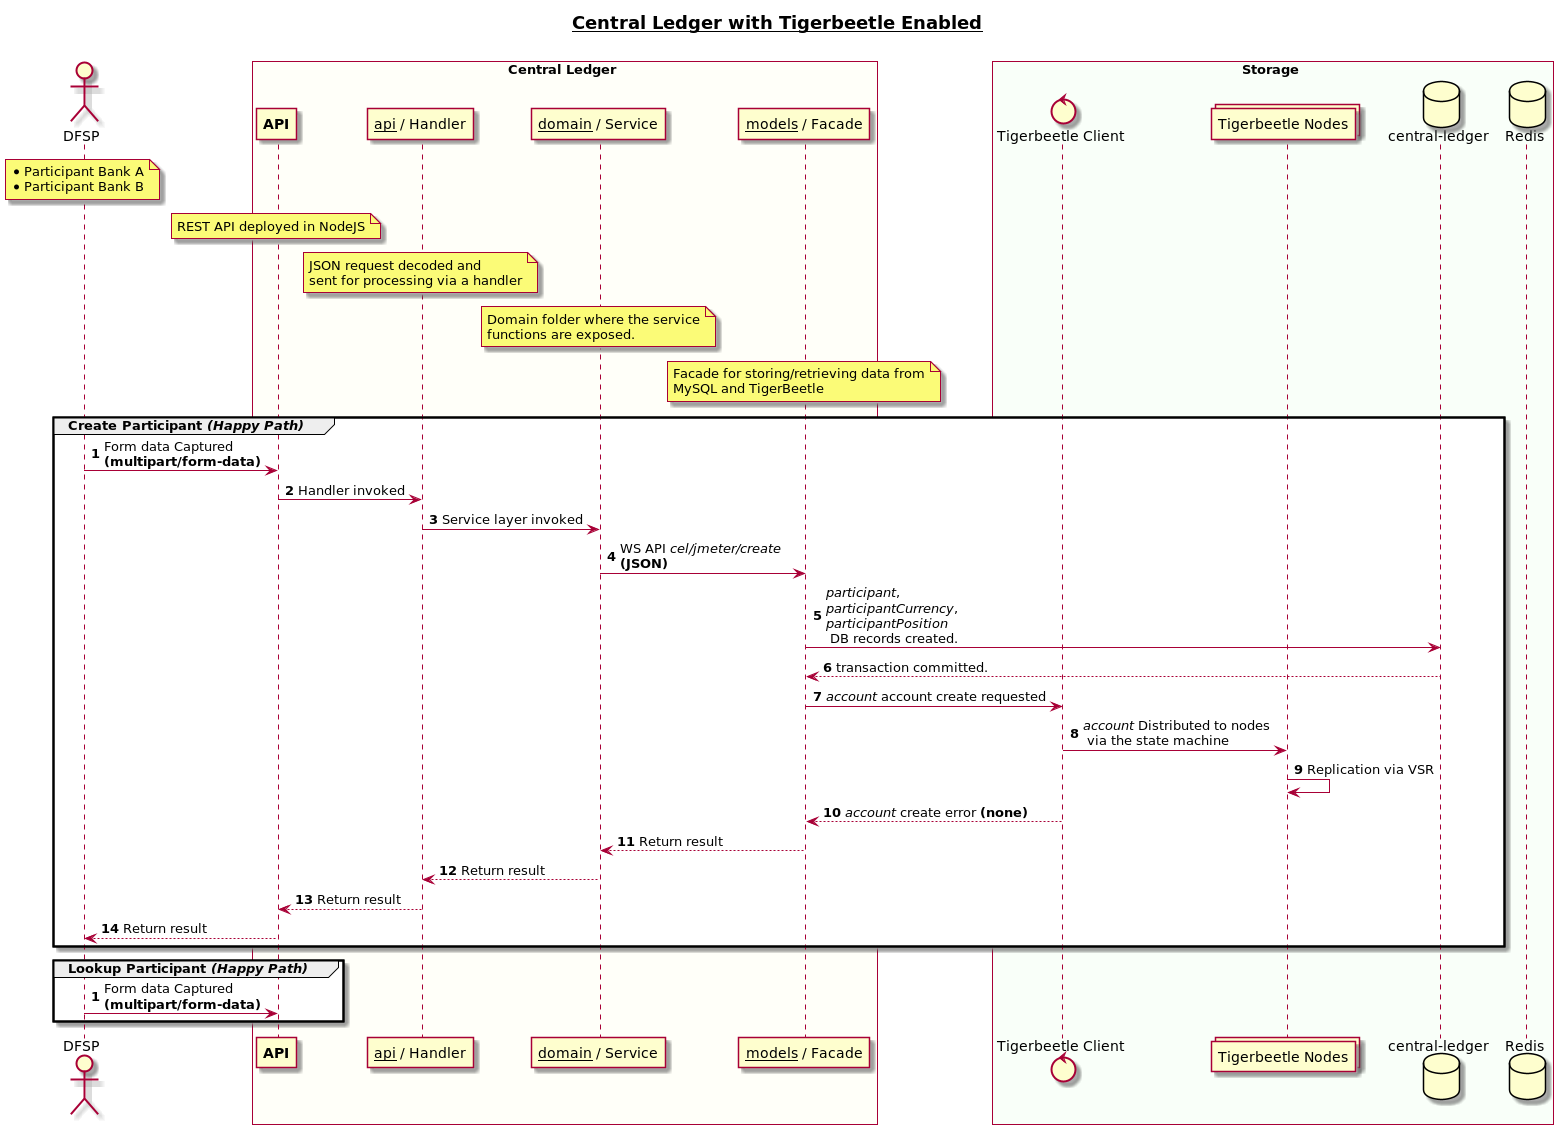 Central Ledger with Tigerbeetle Enabled
Central Ledger
Storage
DFSP
API
api / Handler
domain / Service
models / Facade
Tigerbeetle Client
Tigerbeetle Nodes
central-ledger
Redis
• Participant Bank A
• Participant Bank B
REST API deployed in NodeJS
JSON request decoded and
sent for processing via a handler
Domain folder where the service
functions are exposed.
Facade for storing/retrieving data from
MySQL and TigerBeetle
Create Participant (Happy Path)
1 Form data Captured
(multipart/form-data)
2 Handler invoked
3 Service layer invoked
4 WS API cel/jmeter/create
(JSON)
5 participant,
participantCurrency,
participantPosition
DB records created.
6 transaction committed.
7 account account create requested
8 account Distributed to nodes
via the state machine
9 Replication via VSR
10 account create error (none)
11 Return result
12 Return result
13 Return result
14 Return result
Lookup Participant (Happy Path)
1 Form data Captured
(multipart/form-data)
DFSP
API
api / Handler
domain / Service
models / Facade
Tigerbeetle Client
Tigerbeetle Nodes
central-ledger
Redis